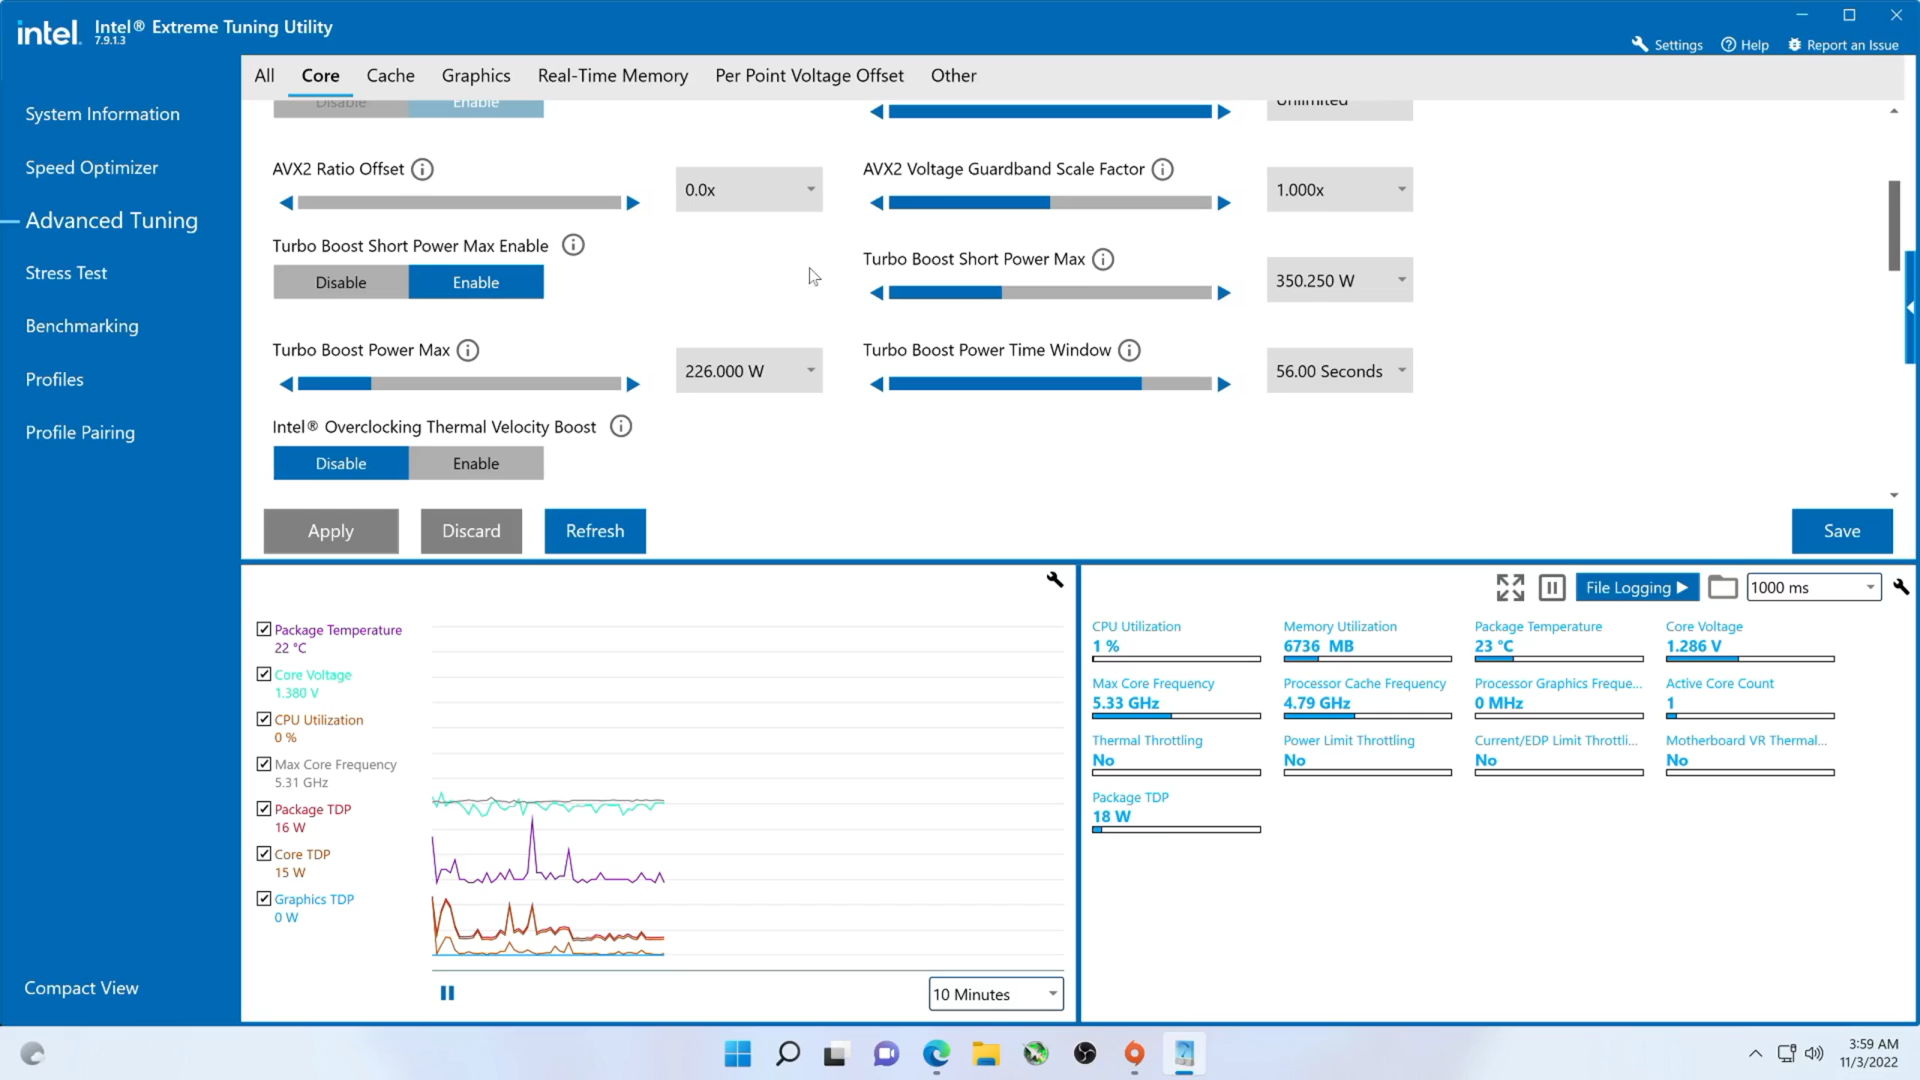 intel.
Intel® Extreme Tuning Utility
7.9.1.3
Settings
Help
Report an Issue
All
Core
Cache
Graphics
Real-Time Memory
Per Point Voltage Offset
Other
System Information
Speed Optimizer
Advanced Tuning
Stress Test
Benchmarking
Profiles
Profile Pairing
Compact View
Disable
Enable
Unlimited
AVX2 Ratio Offset
0.0x
AVX2 Voltage Guardband Scale Factor
1.000x
Turbo Boost Short Power Max Enable
Disable
Enable
Turbo Boost Short Power Max
350.250 W
Turbo Boost Power Max
226.000 W
Turbo Boost Power Time Window
56.00 Seconds
Intel® Overclocking Thermal Velocity Boost
Disable
Enable
Apply
Discard
Refresh
Save
Package Temperature
22 °C
Core Voltage
1.380 V
CPU Utilization
0 %
Max Core Frequency
5.31 GHz
Package TDP
16 W
Core TDP
15 W
Graphics TDP
0 W
10 Minutes
File Logging
1000 ms
CPU Utilization
1 %
Memory Utilization
6736 MB
Package Temperature
23 °C
Core Voltage
1.286 V
Max Core Frequency
5.33 GHz
Processor Cache Frequency
4.79 GHz
Processor Graphics Freque...
0 MHz
Active Core Count
1
Thermal Throttling
No
Power Limit Throttling
No
Current/EDP Limit Throttli...
No
Motherboard VR Thermal...
No
Package TDP
18 W
3:59 AM
11/3/2022